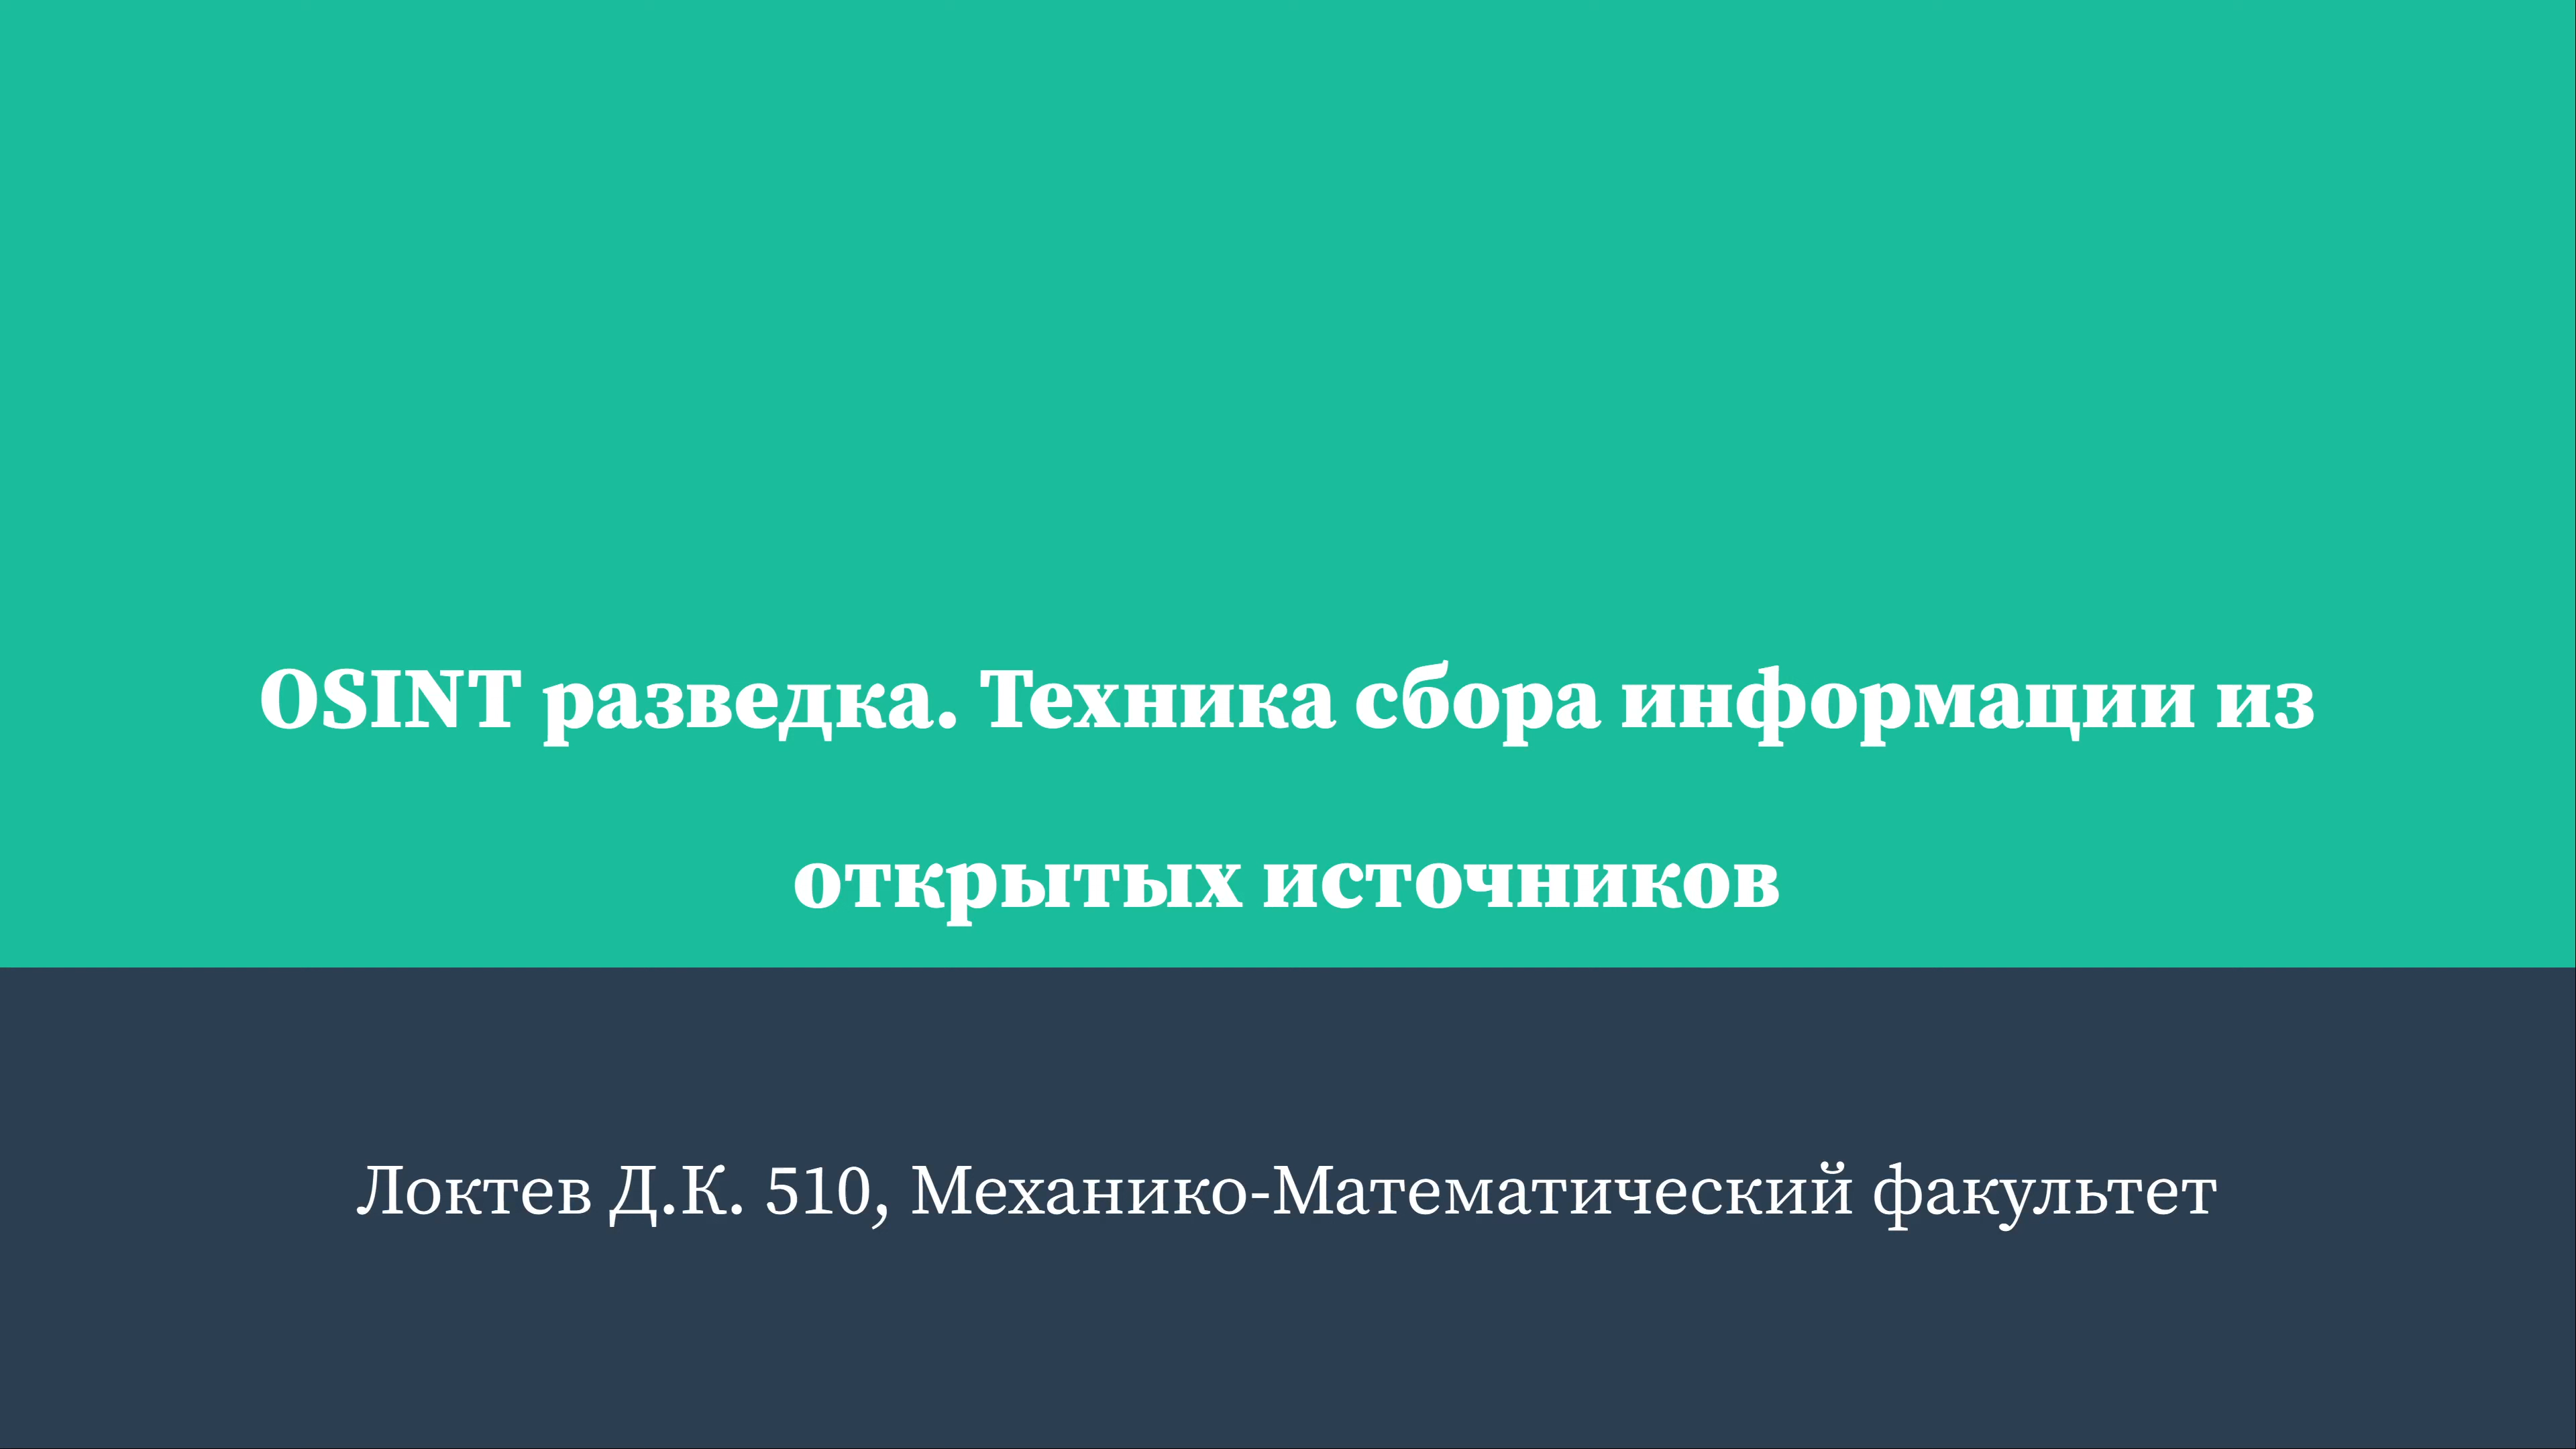 OSINT разведка. Техника сбора информации из
открытых источников
Локтев Д.К. 510, Механико-Математический факультет